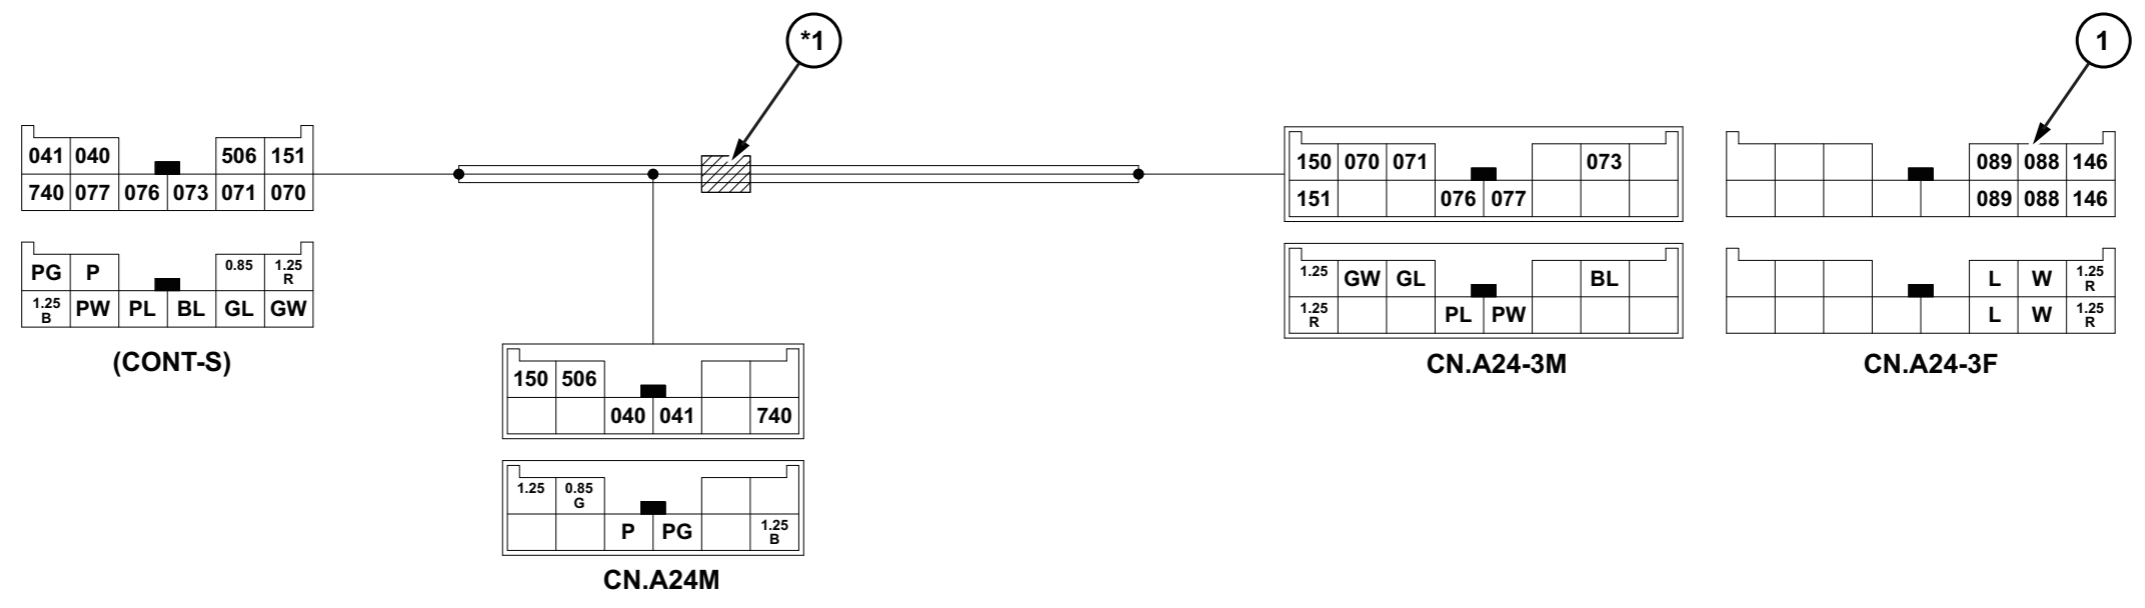 *1
1
041 040 506 151
740 077 076 073 071 070
PG P 0.85 1.25 R
1.25 B PW PL BL GL GW
(CONT-S)
150 506
040 041 740
1.25 0.85 G
P PG 1.25 B
CN.A24M
150 070 071 073
151 076 077
1.25 GW GL BL
1.25 R PL PW
CN.A24-3M
089 088 146
089 088 146
L W 1.25 R
L W 1.25 R
CN.A24-3F